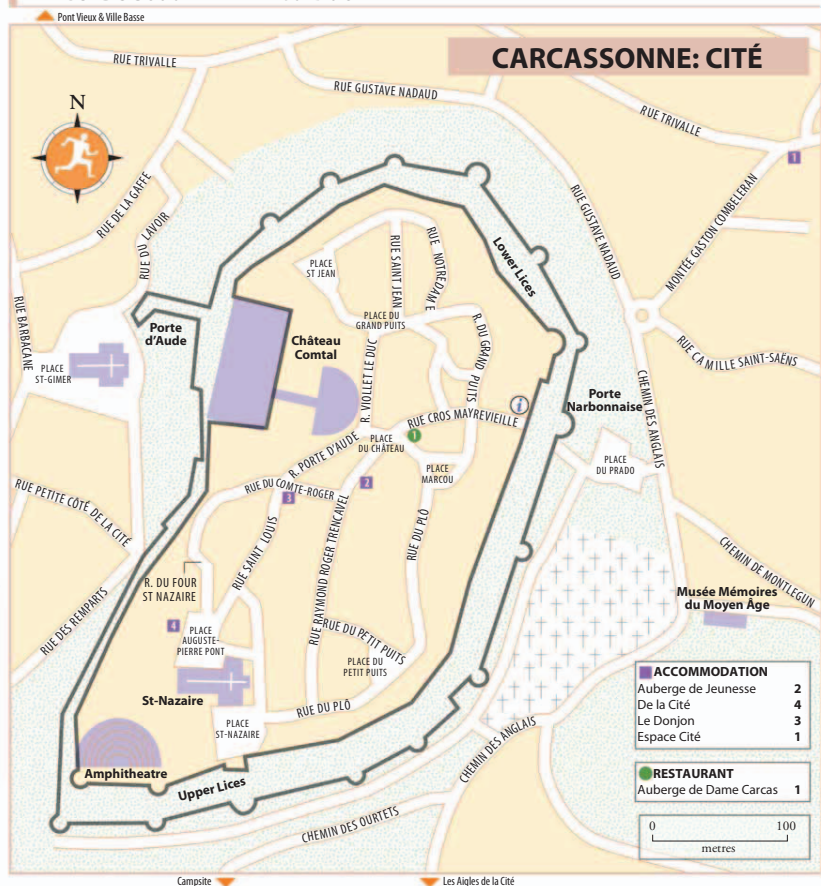 Pont Vieux & Ville Basse
CARCASSONNE: CITÉ
RUE TRIVALLE
RUE GUSTAVE NADAUD
RUE TRIVALLE
1
N
RUE DE LA GAFFE
RUE DU LAVOIR
RUE GUSTAVE NADAUD
MONTÉE GASTON COMBELERAN
RUE BARBACANE
PLACE
ST JEAN
RUE SAINT JEAN
RUE NOTREDAME
Lower Lices
Porte
d'Aude
PLACE DU
GRAND PUITS
Château
Comtal
R. VIOLLET LE DUC
R. DU GRAND PUITS
RUE CAMILLE SAINT-SAËNS
PLACE
ST-GIMER
CHEMIN DES ANGLAIS
Porte
Narbonnaise
i
RUE CROS MAYREVIEILLE
1
PLACE
DU CHÂTEAU
R. PORTE D'AUDE
PLACE
MARCOU
PLACE
DU PRADO
RUE DU COMTE-ROGER
2
3
RUE PETITE CÔTÉ DE LA CITÉ
RUE SAINT LOUIS
RUE RAYMOND ROGER TRENCAVEL
RUE DU PLÔ
CHEMIN DE MONTLEGUN
R. DU FOUR
ST NAZAIRE
RUE DES REMPARTS
Musée Mémoires
du Moyen Âge
4
PLACE
AUGUSTE-
PIERRE PONT
RUE DU PETIT PUITS
PLACE DU
PETIT PUITS
St-Nazaire
RUE DU PLÔ
PLACE
ST-NAZAIRE
Amphitheatre
Upper Lices
CHEMIN DES ANGLAIS
CHEMIN DES OURTETS
ACCOMMODATION
Auberge de Jeunesse 2
De la Cité 4
Le Donjon 3
Espace Cité 1
RESTAURANT
Auberge de Dame Carcas 1
0 100
metres
Campsite
Les Aigles de la Cité